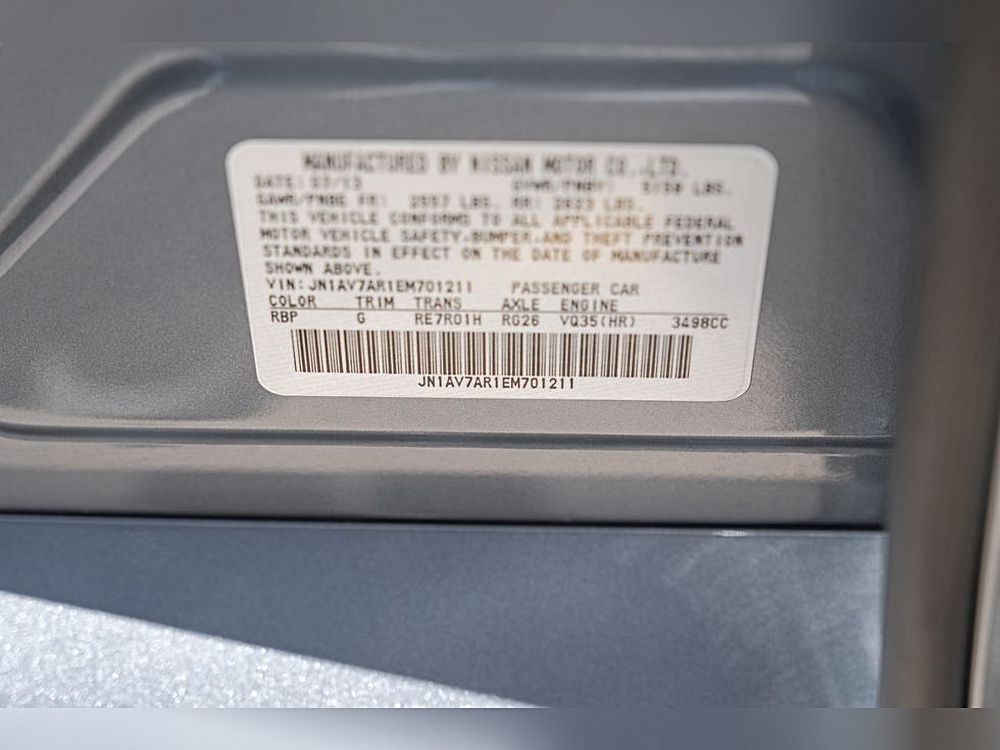 MANUFACTURED BY NISSAN MOTOR CO.,LTD.
DATE: 03/13 LBS.
GAWR/PNBE FR: 2557 LBS. RR: 2623 LBS.
THIS VEHICLE CONFORMS TO ALL APPLICABLE FEDERAL
MOTOR VEHICLE SAFETY,BUMPER,AND THEFT PREVENTION
STANDARDS IN EFFECT ON THE DATE OF MANUFACTURE
SHOWN ABOVE.
VIN:JN1AV7AR1EM701211 PASSENGER CAR
COLOR TRIM TRANS AXLE ENGINE
RBP G RE7R01H RG26 VQ35(HR) 3498CC
JN1AV7AR1EM701211